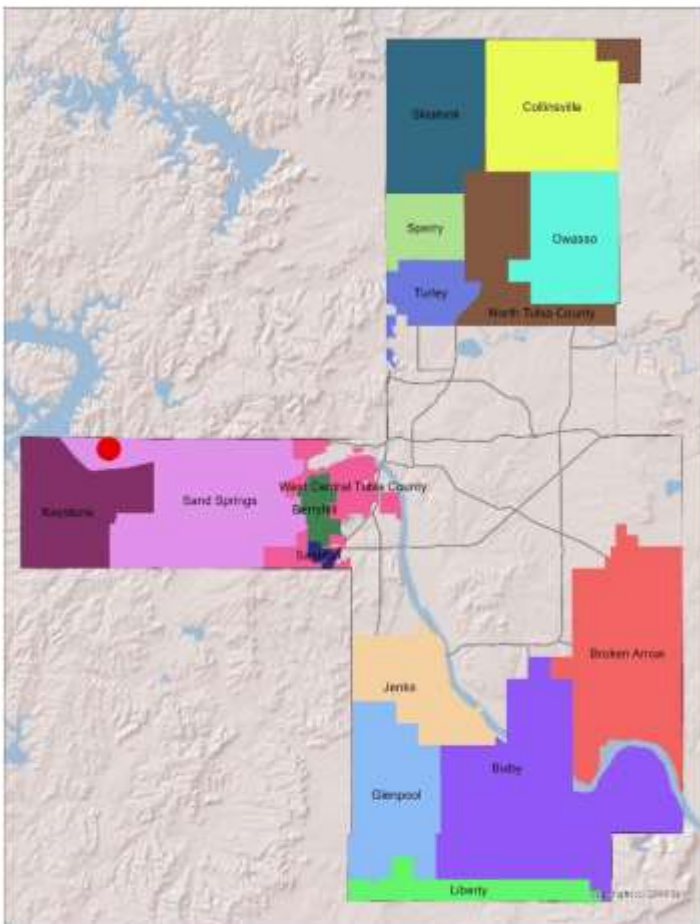 Skiatook
Collinsville
Sperry
Owasso
Turley
North Tulsa County
West Central Tulsa County
Sand Springs
Berryhill
Keystone
Broken Arrow
Jenks
Bixby
Glenpool
Liberty